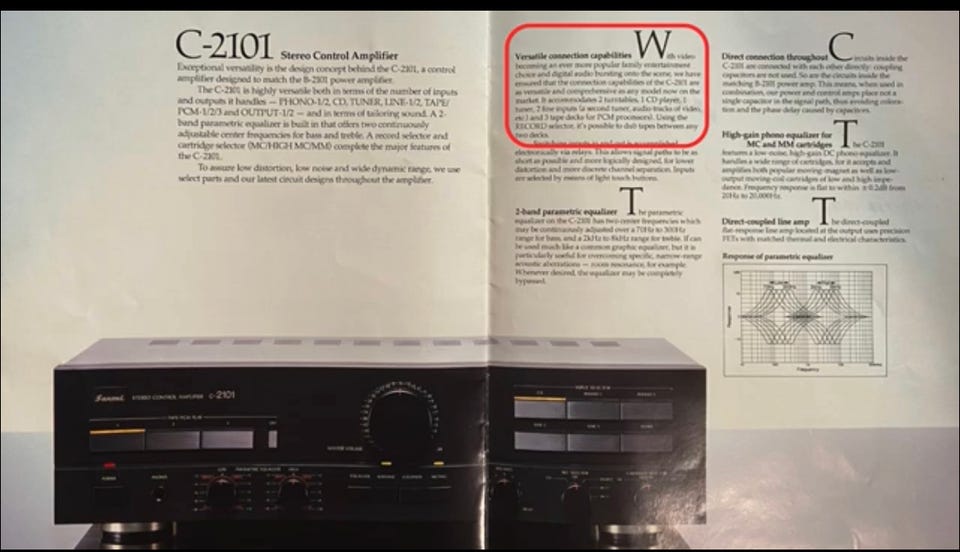 C-2101 Stereo Control Amplifier
Exceptional versatility is the design concept behind the C-2101, a control
amplifier designed to match the B-2101 power amplifier.
The C-2101 is highly versatile both in terms of the number of inputs
and outputs it handles — PHONO-1/2, CD, TUNER, LINE-1/2, TAPE/
PCM-1/2/3 and OUTPUT-1/2 — and in terms of tailoring sound. A 2-
band parametric equalizer is built in that offers two continuously
adjustable center frequencies for bass and treble. A record selector and
cartridge selector (MC/HIGH MC/MM) complete the major features of
the C-2101.
To assure low distortion, low noise and wide dynamic range, we use
select parts and our latest circuit designs throughout the amplifier.
Versatile connection capabilities With video
becoming an ever more popular family entertainment
choice and digital audio bursting onto the scene, we have
ensured that the connection capabilities of the C-2101 are
as versatile and comprehensive as any model now on the
market. It accommodates 2 turntables, 1 CD player, 1
tuner, 2 line inputs (a second tuner, audio tracks of video,
etc.) and 3 tape decks (or PCM processors). Using the
RECORD selector, it's possible to dub tapes between any
two decks.
electronically via relays. This allows signal paths to be as
short as possible and more logically designed, for lower
distortion and more discrete channel separation. Inputs
are selected by means of light touch buttons.
2-band parametric equalizer The parametric
equalizer on the C-2101 has two center frequencies which
may be continuously adjusted over a 70Hz to 300Hz
range for bass, and a 2kHz to 8kHz range for treble. It can
be used much like a common graphic equalizer, but it is
particularly useful for overcoming specific, narrow-range
acoustic aberrations — room resonance, for example.
Whenever desired, the equalizer may be completely
bypassed.
Direct connection throughout Circuits inside the
C-2101 are connected with each other directly: coupling
capacitors are not used. So are the circuits inside the
matching B-2101 power amp. This means, when used in
combination, our power and control amps place not a
single capacitor in the signal path, thus avoiding colora-
tion and the phase delay caused by capacitors.
High-gain phono equalizer for
MC and MM cartridges The C-2101
features a low-noise, high-gain DC phono equalizer. It
handles a wide range of cartridges, for it accepts and
amplifies both popular moving-magnet as well as low-
output moving-coil cartridges of low and high impe-
dance. Frequency response is flat to within ±0.2dB from
20Hz to 20,000Hz.
Direct-coupled line amp The direct-coupled
flat-response line amp located at the output uses precision
FETs with matched thermal and electrical characteristics.
Response of parametric equalizer
Response
Frequency
Sansui STEREO CONTROL AMPLIFIER C-2101